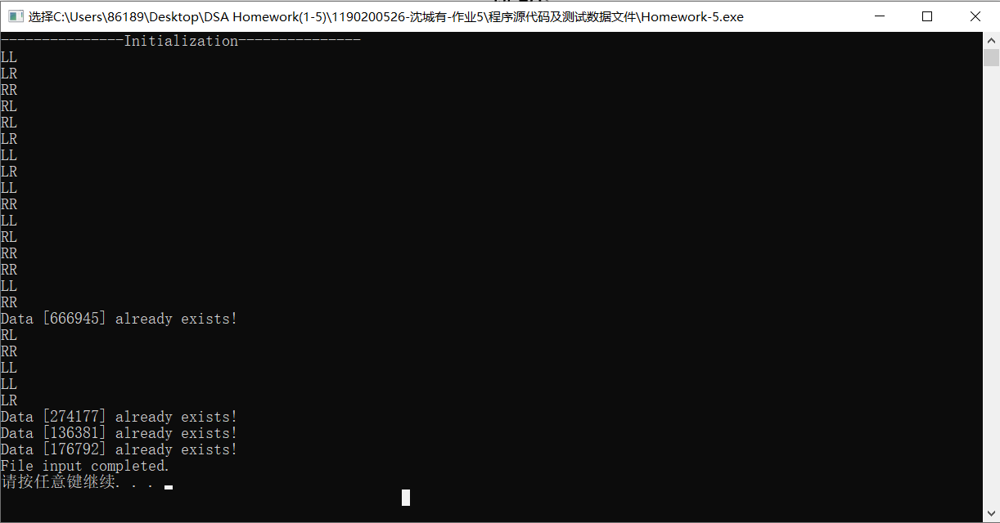 选择C:\Users\86189\Desktop\DSA Homework(1-5)\1190200526-沈城有-作业5\程序源代码及测试数据文件\Homework-5.exe
---------------Initialization---------------
LL
LR
RR
RL
RL
LR
LL
LR
LL
RR
LL
RL
RR
RR
LL
RR
Data [666945] already exists!
RL
RR
LL
LL
LR
Data [274177] already exists!
Data [136381] already exists!
Data [176792] already exists!
File input completed.
请按任意键继续. . .